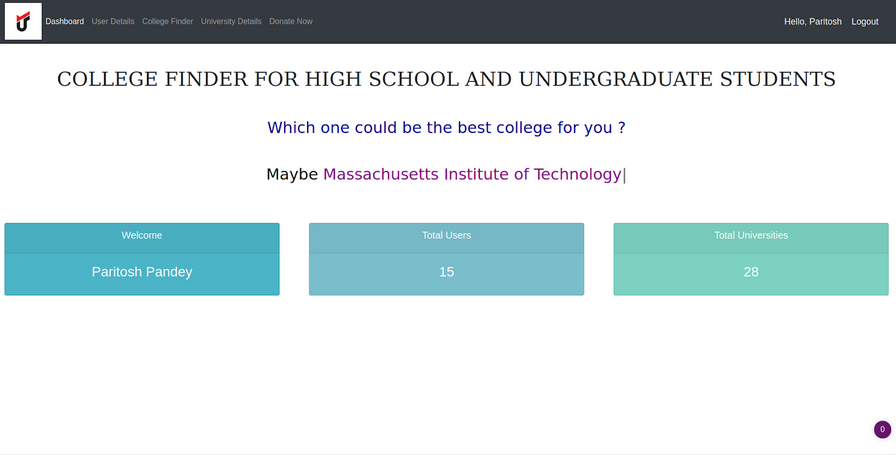 Dashboard User Details College Finder University Details Donate Now Hello, Paritosh Logout
COLLEGE FINDER FOR HIGH SCHOOL AND UNDERGRADUATE STUDENTS
Which one could be the best college for you ?
Maybe Massachusetts Institute of Technology|
Welcome Total Users Total Universities
Paritosh Pandey 15 28
0